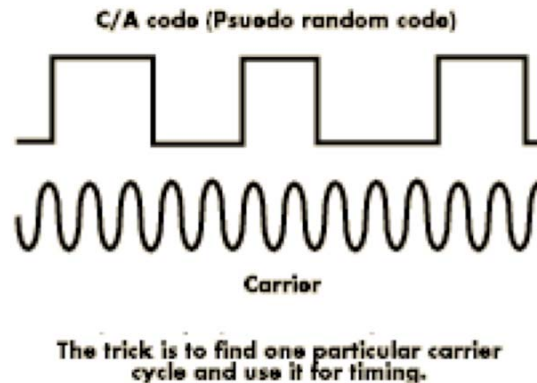 C/A code (Psuedo random code)
Carrier
The trick is to find one particular carrier
cycle and use it for timing.